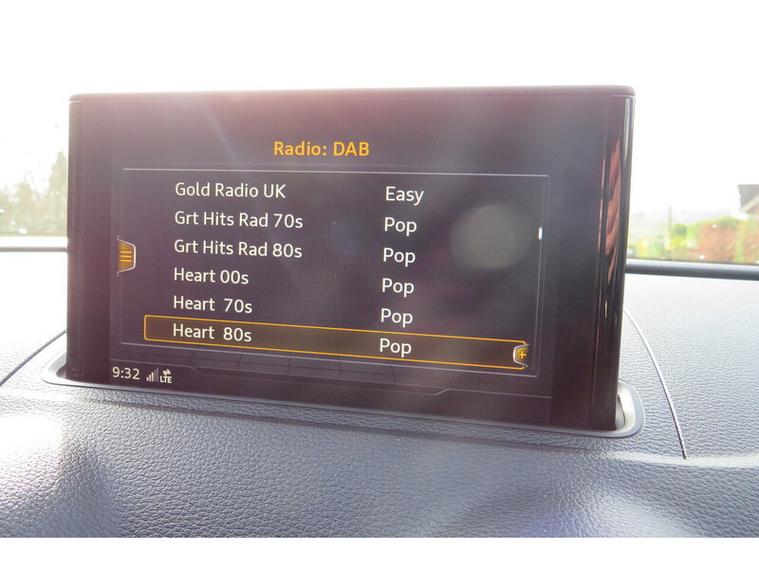 Radio: DAB
Gold Radio UK Easy
Grt Hits Rad 70s Pop
Grt Hits Rad 80s Pop
Heart 00s Pop
Heart 70s Pop
Heart 80s Pop
9:32 LTE